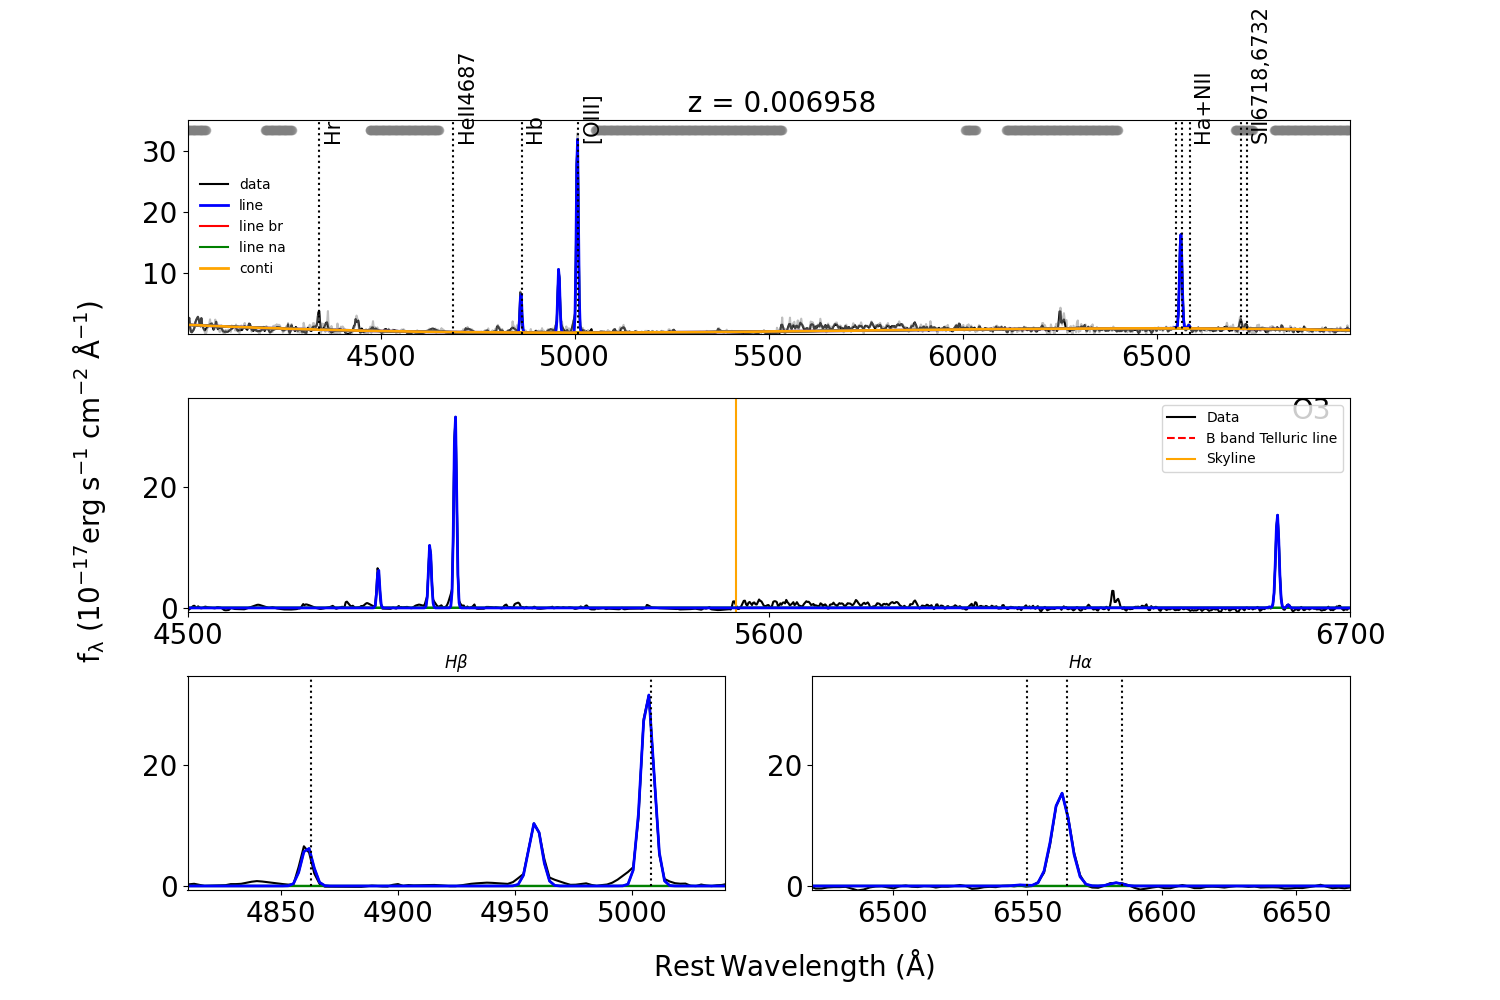 z = 0.006958
Hr
HeII4687
Hb
[OIII]
Ha+NII
SII6718,6732
30
20
10
data
line
line br
line na
conti
4500
5000
5500
6000
6500
f_λ (10⁻¹⁷erg s⁻¹ cm⁻² Å⁻¹)
O3
20
0
Data
B band Telluric line
Skyline
4500
5600
6700
Hβ
20
0
4850
4900
4950
5000
Hα
20
0
6500
6550
6600
6650
Rest Wavelength (Å)